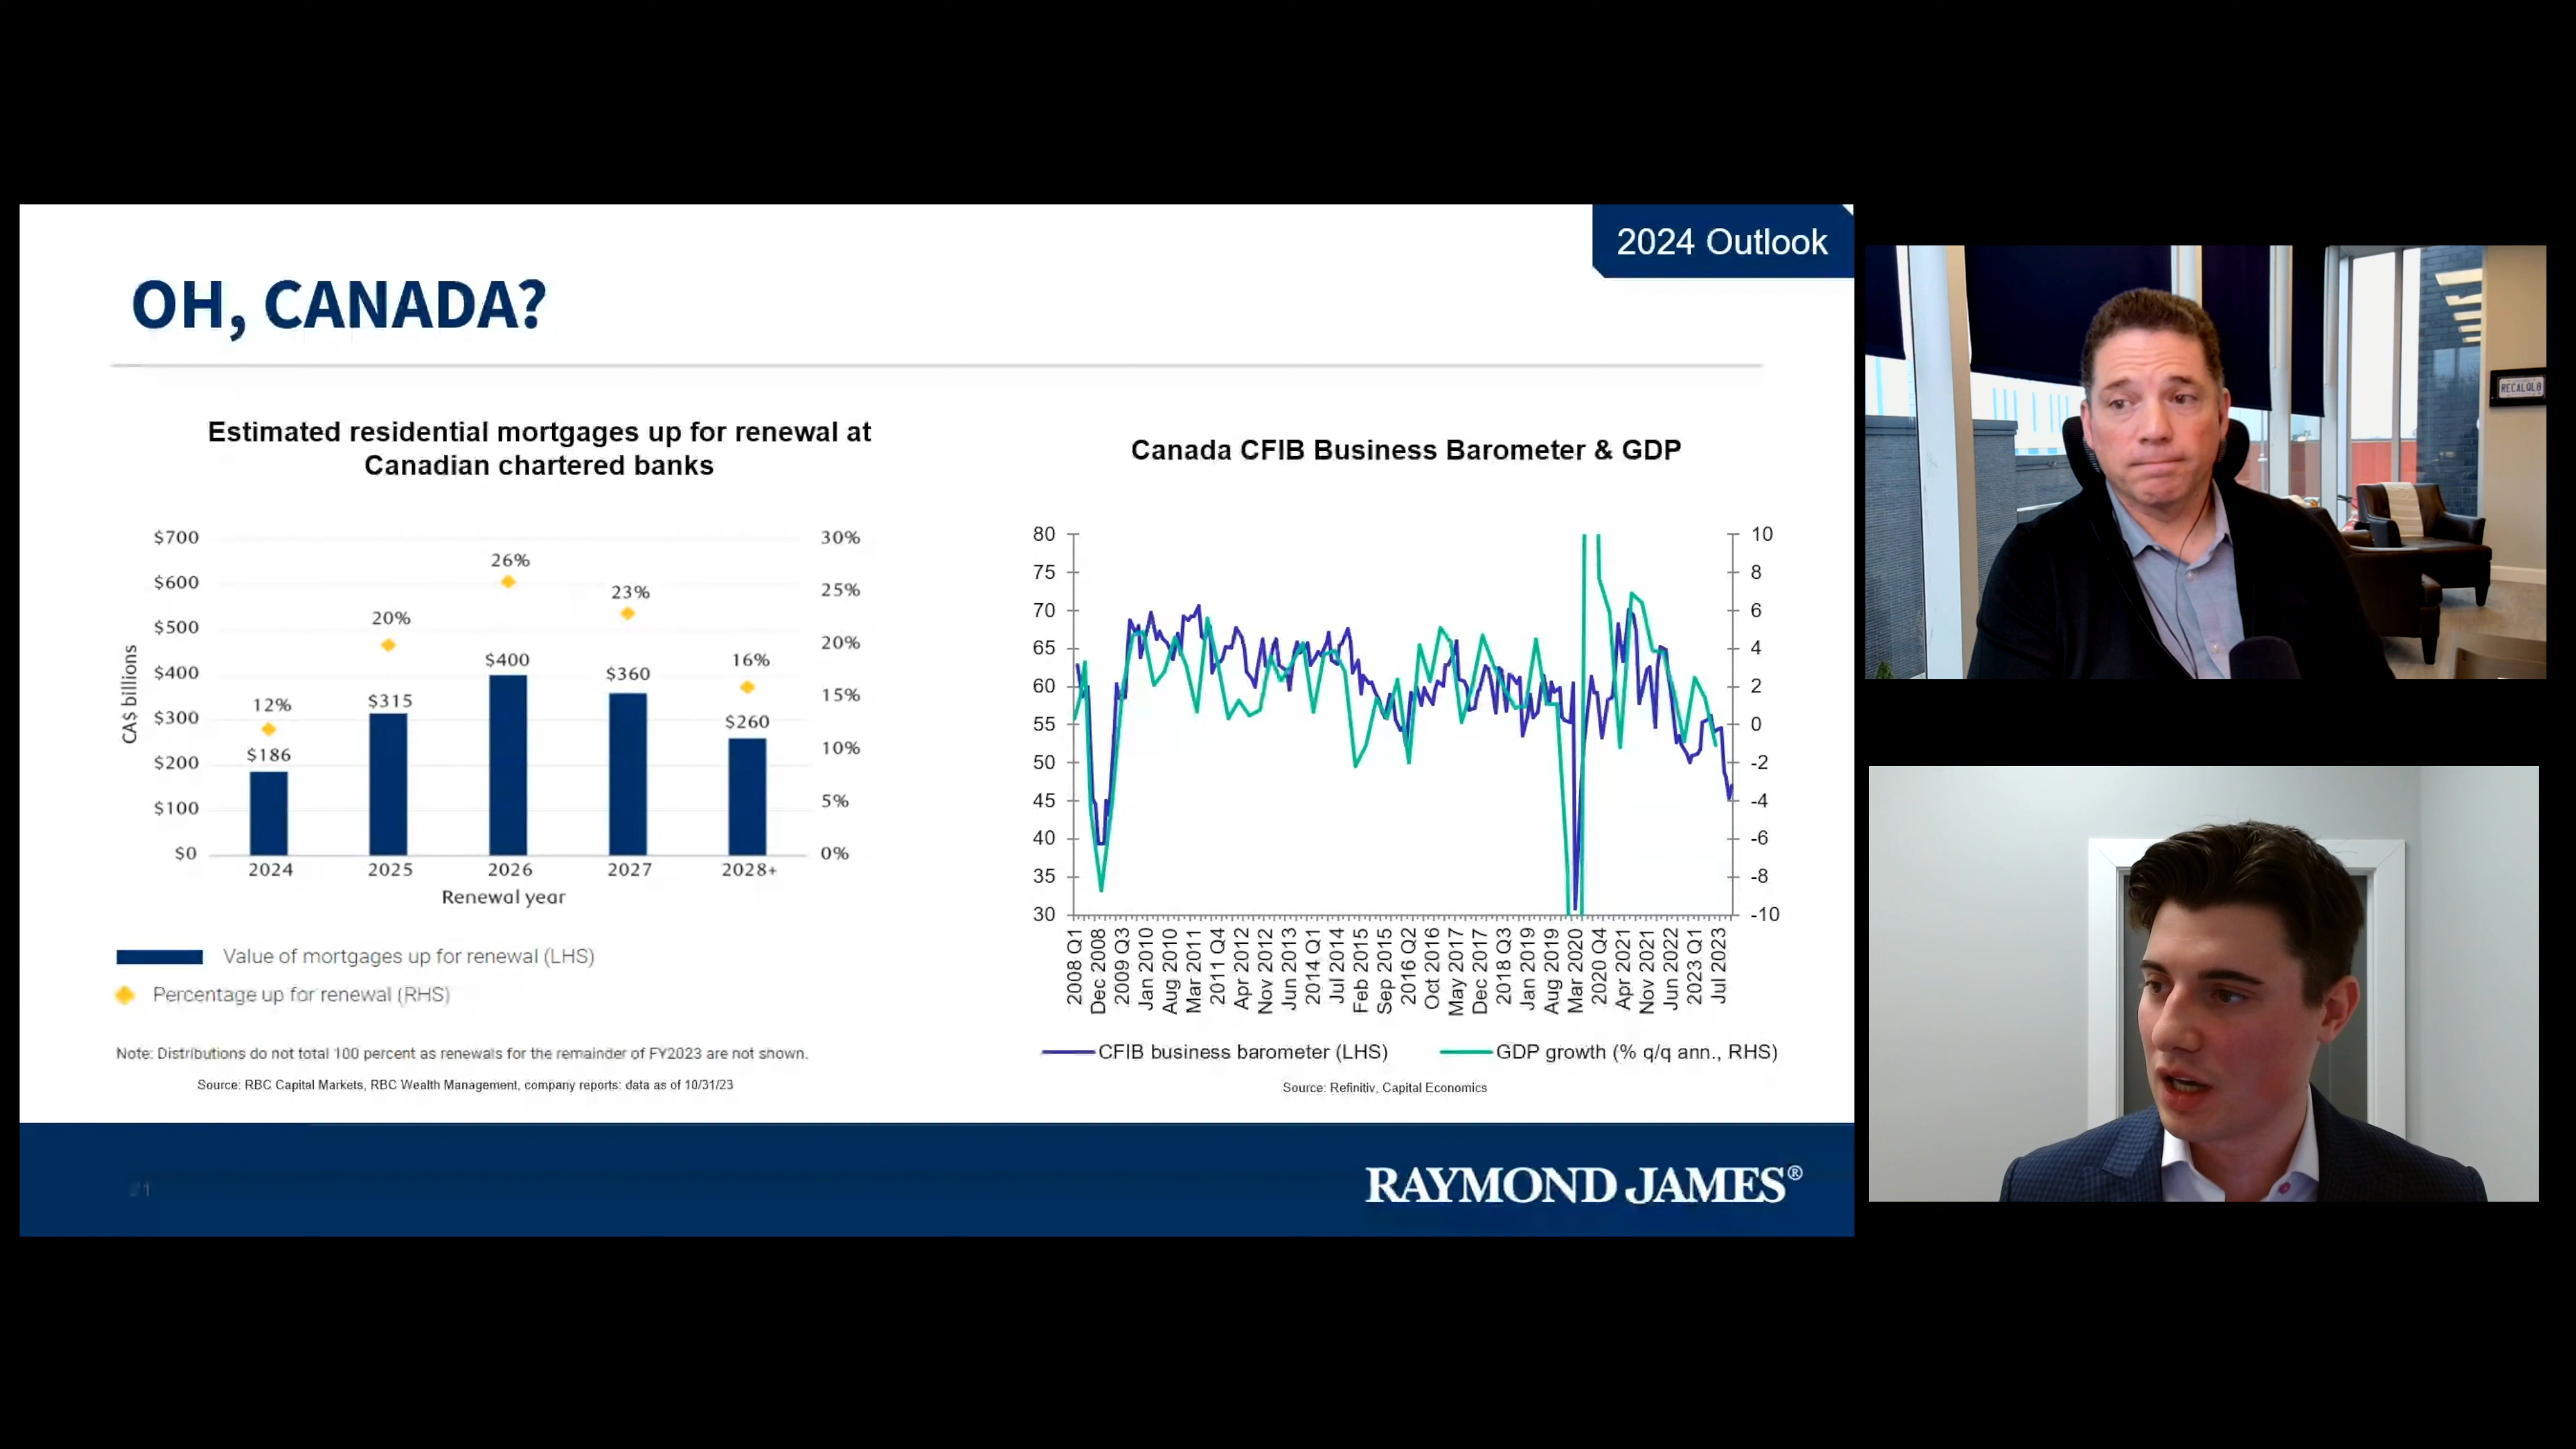 2024 Outlook
OH, CANADA?
Estimated residential mortgages up for renewal at
Canadian chartered banks
$700
$600
$500
$400
$300
$200
$100
$0
CA$ billions
30%
25%
20%
15%
10%
5%
0%
12%
20%
26%
23%
16%
$186
$315
$400
$360
$260
2024 2025 2026 2027 2028+
Renewal year
Value of mortgages up for renewal (LHS)
Percentage up for renewal (RHS)
Note: Distributions do not total 100 percent as renewals for the remainder of FY2023 are not shown.
Source: RBC Capital Markets, RBC Wealth Management, company reports: data as of 10/31/23
Canada CFIB Business Barometer & GDP
80
75
70
65
60
55
50
45
40
35
30
10
8
6
4
2
0
-2
-4
-6
-8
-10
2008 Q1
Dec 2008
2009 Q3
Jan 2010
Aug 2010
Mar 2011
2011 Q4
Apr 2012
Nov 2012
Jun 2013
2014 Q1
Jul 2014
Feb 2015
Sep 2015
2016 Q2
Oct 2016
May 2017
Dec 2017
2018 Q3
Jan 2019
Aug 2019
Mar 2020
2020 Q4
Apr 2021
Nov 2021
Jun 2022
2023 Q1
Jul 2023
CFIB business barometer (LHS)
GDP growth (% q/q ann., RHS)
Source: Refinitiv, Capital Economics
RAYMOND JAMES®